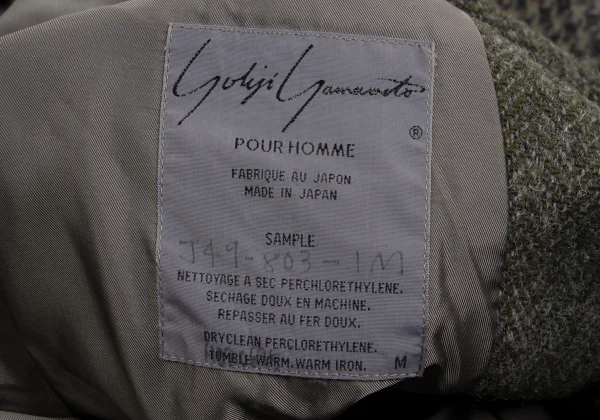 Yohji Yamamoto
®
POUR HOMME
FABRIQUE AU JAPON
MADE IN JAPAN
SAMPLE
J49-803-1M
NETTOYAGE A SEC PERCHLORETHYLENE.
SECHAGE DOUX EN MACHINE.
REPASSER AU FER DOUX.
DRYCLEAN PERCLORETHYLENE.
TUMBLE WARM. WARM IRON. M